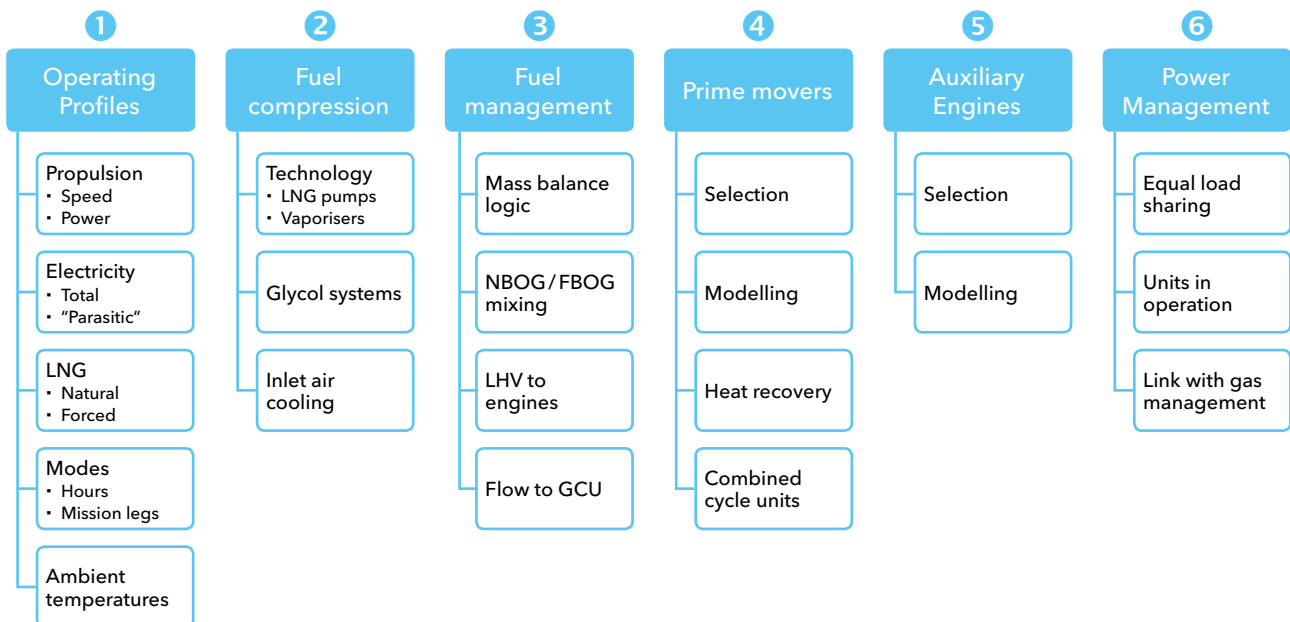 1
Operating
Profiles
Propulsion
▪ Speed
▪ Power
Electricity
▪ Total
▪ “Parasitic”
LNG
▪ Natural
▪ Forced
Modes
▪ Hours
▪ Mission legs
Ambient
temperatures
2
Fuel
compression
Technology
▪ LNG pumps
▪ Vaporisers
Glycol systems
Inlet air
cooling
3
Fuel
management
Mass balance
logic
NBOG/FBOG
mixing
LHV to
engines
Flow to GCU
4
Prime movers
Selection
Modelling
Heat recovery
Combined
cycle units
5
Auxiliary
Engines
Selection
Modelling
6
Power
Management
Equal load
sharing
Units in
operation
Link with gas
management